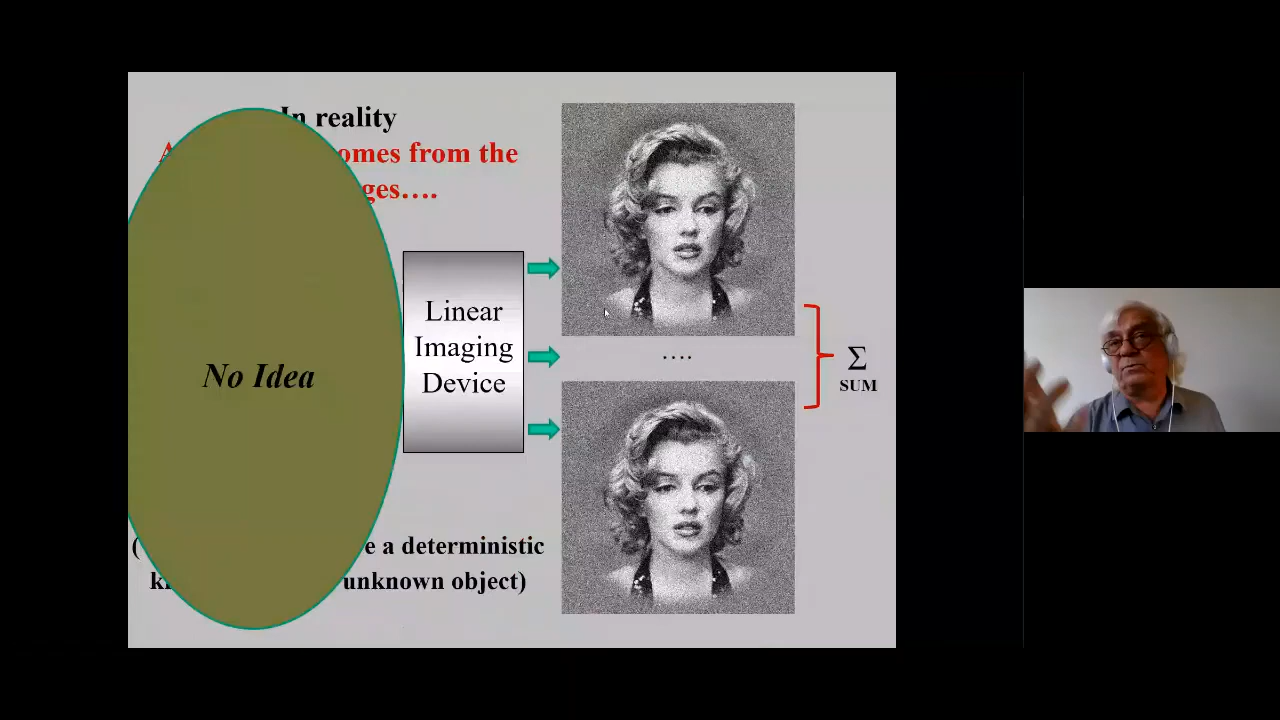 In reality
A omes from the
ges….
No Idea
Linear
Imaging
Device
….
Σ
SUM
( e a deterministic
k unknown object)